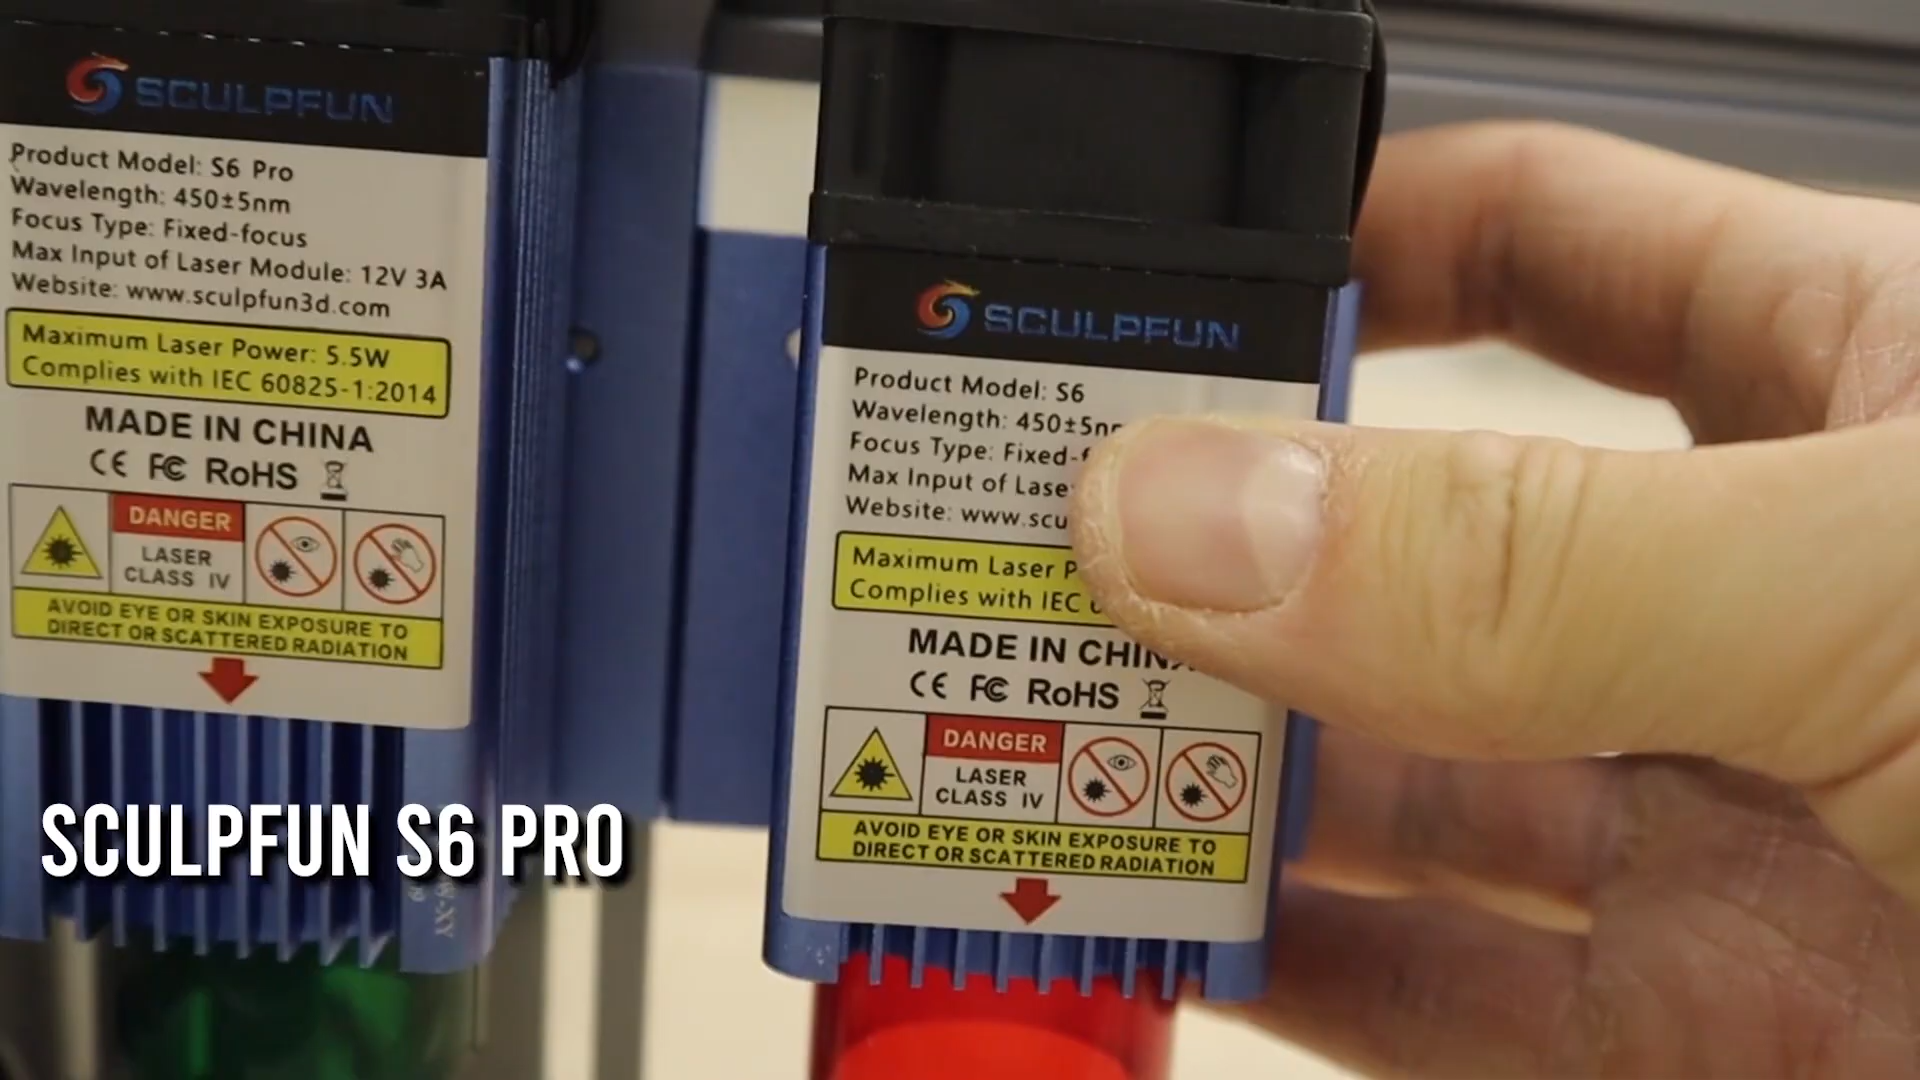 SCULPFUN
Product Model: S6 Pro
Wavelength: 450±5nm
Focus Type: Fixed-focus
Max Input of Laser Module: 12V 3A
Website: www.sculpfun3d.com
Maximum Laser Power: 5.5W
Complies with IEC 60825-1:2014
MADE IN CHINA
CE FC RoHS
DANGER
LASER
CLASS IV
AVOID EYE OR SKIN EXPOSURE TO
DIRECT OR SCATTERED RADIATION
SCULPFUN
Product Model: S6
Wavelength: 450±5n
Focus Type: Fixed-f
Max Input of Lase
Website: www.scu
Maximum Laser P
Complies with IEC
MADE IN CHINA
CE FC RoHS
DANGER
LASER
CLASS IV
AVOID EYE OR SKIN EXPOSURE TO
DIRECT OR SCATTERED RADIATION
SCULPFUN S6 PRO